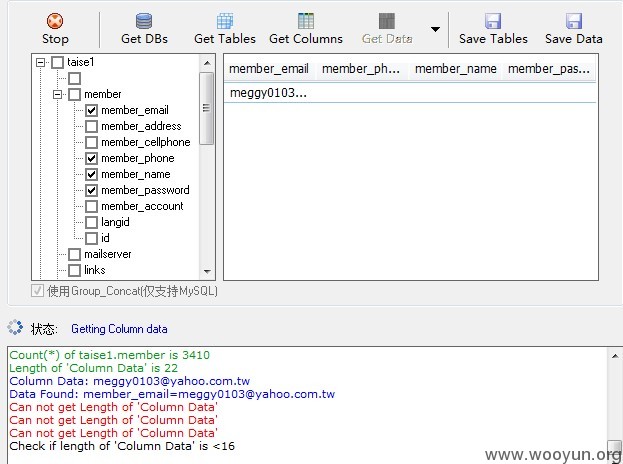 Stop Get DBs Get Tables Get Columns Get Data Save Tables Save Data
taise1
member
member_email
member_address
member_cellphone
member_phone
member_name
member_password
member_account
langid
id
mailserver
links
member_email member_ph... member_name member_pas...
meggy0103...
使用Group_Concat(仅支持MySQL)
状态: Getting Column data
Count(*) of taise1.member is 3410
Length of 'Column Data' is 22
Column Data: meggy0103@yahoo.com.tw
Data Found: member_email=meggy0103@yahoo.com.tw
Can not get Length of 'Column Data'
Can not get Length of 'Column Data'
Can not get Length of 'Column Data'
Check if length of 'Column Data' is <16
www.wooyun.org